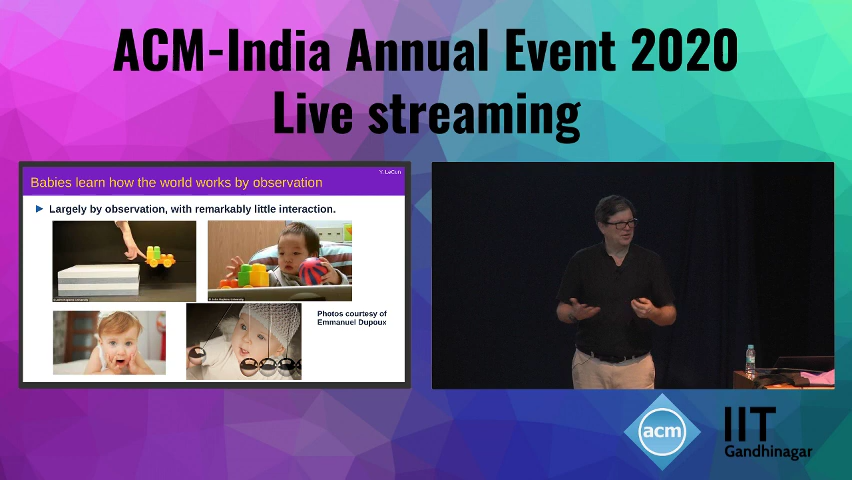 ACM-India Annual Event 2020
Live streaming
Y. LeCun
Babies learn how the world works by observation
Largely by observation, with remarkably little interaction.
Photos courtesy of
Emmanuel Dupoux
acm
IIT
Gandhinagar